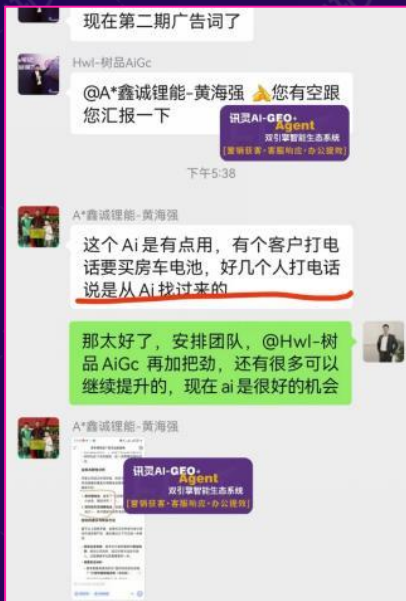 现在第二期广告词了
Hwl-树品AiGc
@A*鑫诚锂能-黄海强 🙏您有空跟
您汇报一下
讯灵AI-GEO+
Agent
双引擎智能生态系统
[营销获客·客服响应·办公提效]
下午5:38
A*鑫诚锂能-黄海强
这个Ai是有点用，有个客户打电
话要买房车电池，好几个人打电话
说是从Ai找过来的
那太好了，安排团队，@Hwl-树
品AiGc 再加把劲，还有很多可以
继续提升的，现在ai是很好的机会
A*鑫诚锂能-黄海强
讯灵AI-GEO+
Agent
双引擎智能生态系统
[营销获客·客服响应·办公提效]